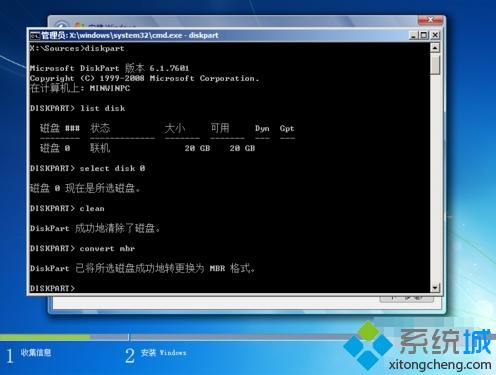 管理员: X:\windows\system32\cmd.exe - diskpart
X:\Sources>diskpart
Microsoft DiskPart 版本 6.1.7601
Copyright (C) 1999-2008 Microsoft Corporation.
在计算机上: MININT-PC
DISKPART> list disk
磁盘 ### 状态 大小 可用 Dyn Gpt
-------- ------------- ------- ------- --- ---
磁盘 0 联机 20 GB 20 GB
DISKPART> select disk 0
磁盘 0 现在是所选磁盘。
DISKPART> clean
DiskPart 成功地清除了磁盘。
DISKPART> convert mbr
DiskPart 已将所选磁盘成功地转更换为 MBR 格式。
DISKPART>
1 收集信息
2 安装 Windows
系统城
xitongcheng.com